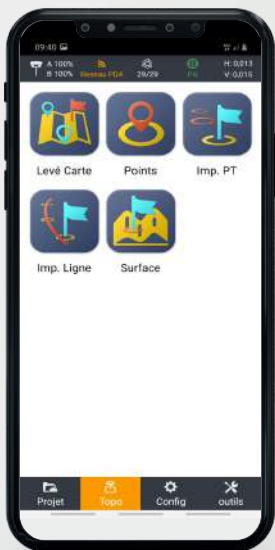 09:40
A 100% H: 0,013
B 100% Reseau PDA 29/29 Fix V: 0,015
Levé Carte Points Imp. PT
Imp. Ligne Surface
Projet Topo Config outils